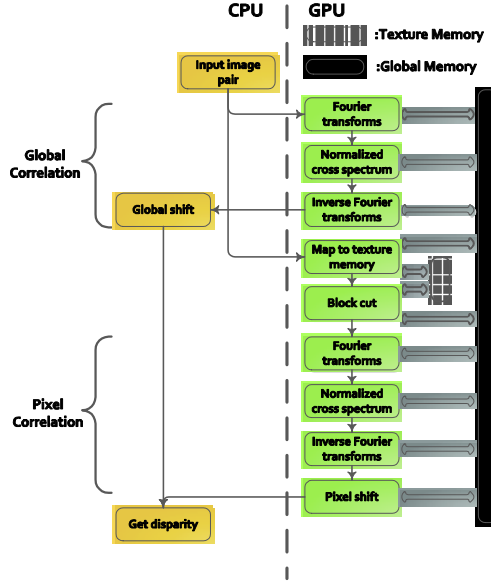 CPU
GPU
:Texture Memory
:Global Memory
Input image
pair
Fourier
transforms
Normalized
cross spectrum
Global
Correlation
Inverse Fourier
transforms
Global shift
Map to texture
memory
Block cut
Fourier
transforms
Normalized
cross spectrum
Pixel
Correlation
Inverse Fourier
transforms
Pixel shift
Get disparity